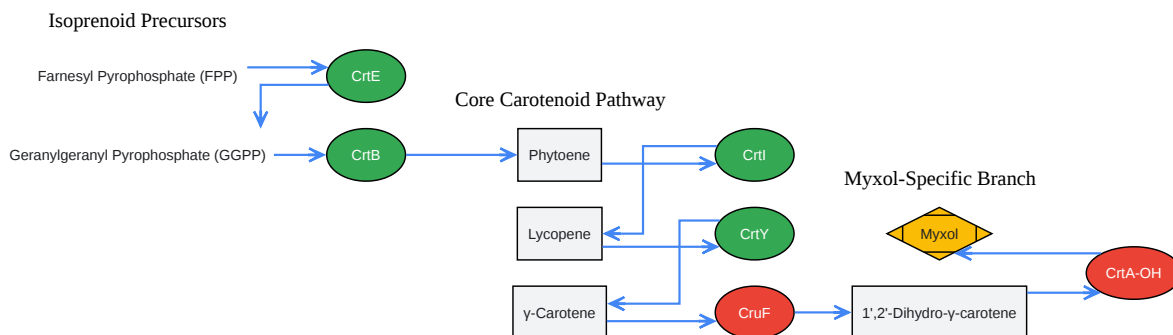 Isoprenoid Precursors
Farnesyl Pyrophosphate (FPP)
CrtE
Core Carotenoid Pathway
Geranylgeranyl Pyrophosphate (GGPP)
CrtB
Phytoene
CrtI
Myxol-Specific Branch
Lycopene
CrtY
Myxol
CrtA-OH
γ-Carotene
CruF
1',2'-Dihydro-γ-carotene